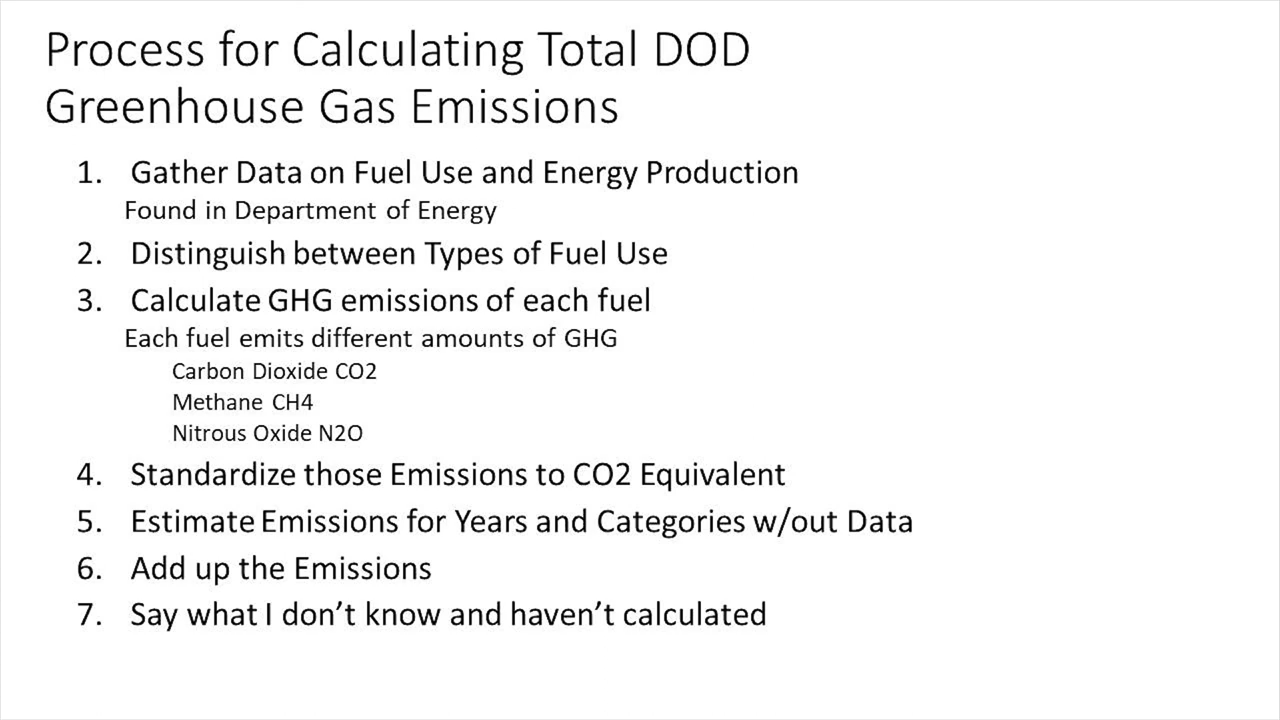 Process for Calculating Total DOD
Greenhouse Gas Emissions
1. Gather Data on Fuel Use and Energy Production
Found in Department of Energy
2. Distinguish between Types of Fuel Use
3. Calculate GHG emissions of each fuel
Each fuel emits different amounts of GHG
Carbon Dioxide CO2
Methane CH4
Nitrous Oxide N2O
4. Standardize those Emissions to CO2 Equivalent
5. Estimate Emissions for Years and Categories w/out Data
6. Add up the Emissions
7. Say what I don’t know and haven’t calculated